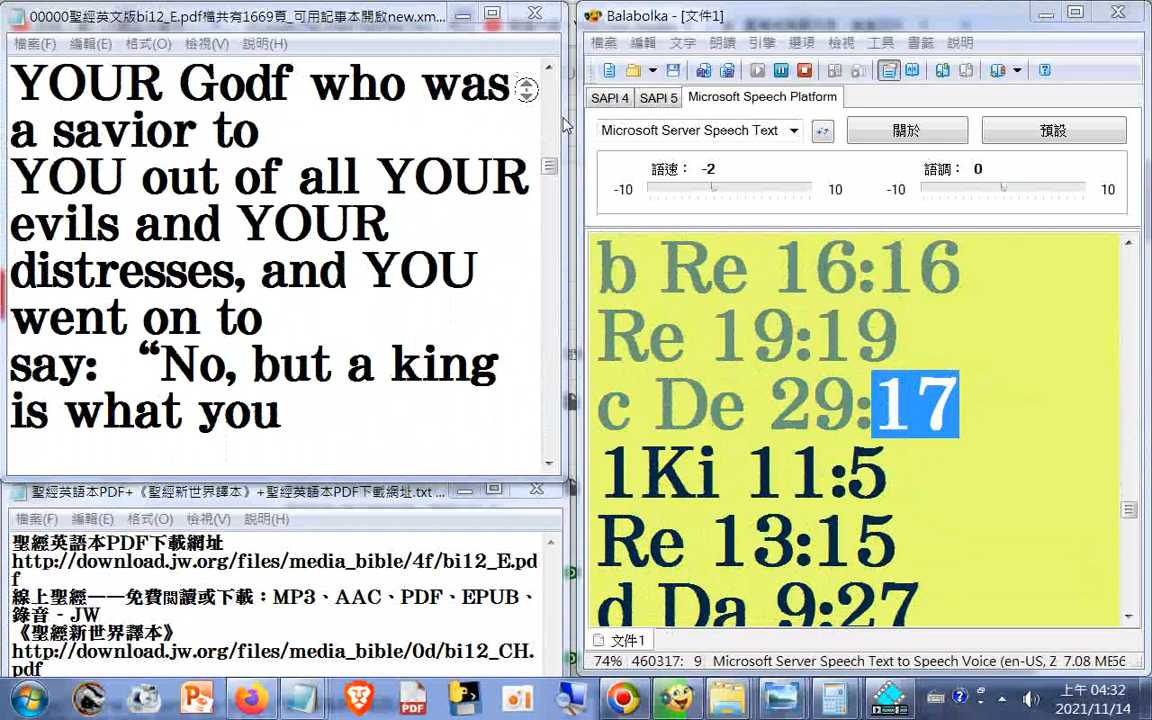 00000聖經英文版bi12_E.pdf檔共有1669頁_可用記事本開啟new.xm...
檔案(F) 編輯(E) 格式(O) 檢視(V) 說明(H)
YOUR Godf who was
a savior to
YOU out of all YOUR
evils and YOUR
distresses, and YOU
went on to
say: “No, but a king
is what you
聖經英語本PDF+《聖經新世界譯本》+聖經英語本PDF下載網址.txt ...
檔案(F) 編輯(E) 格式(O) 檢視(V) 說明(H)
聖經英語本PDF下載網址
http://download.jw.org/files/media_bible/4f/bi12_E.pd
f
線上聖經——免費閱讀或下載：MP3、AAC、PDF、EPUB、
錄音 - JW
《聖經新世界譯本》
http://download.jw.org/files/media_bible/0d/bi12_CH.
pdf
Balabolka - [文件1]
檔案 編輯 文字 朗讀 引擎 選項 檢視 工具 書籤 說明
SAPI 4 SAPI 5 Microsoft Speech Platform
Microsoft Server Speech Text 關於 預設
語速： -2 語調： 0
-10 10 -10 10
b Re 16:16
Re 19:19
c De 29:17
1Ki 11:5
Re 13:15
d Da 9:27
文件1
74% 460317: 9 Microsoft Server Speech Text to Speech Voice (en-US, Z 7.08 ME56
上午 04:32
2021/11/14